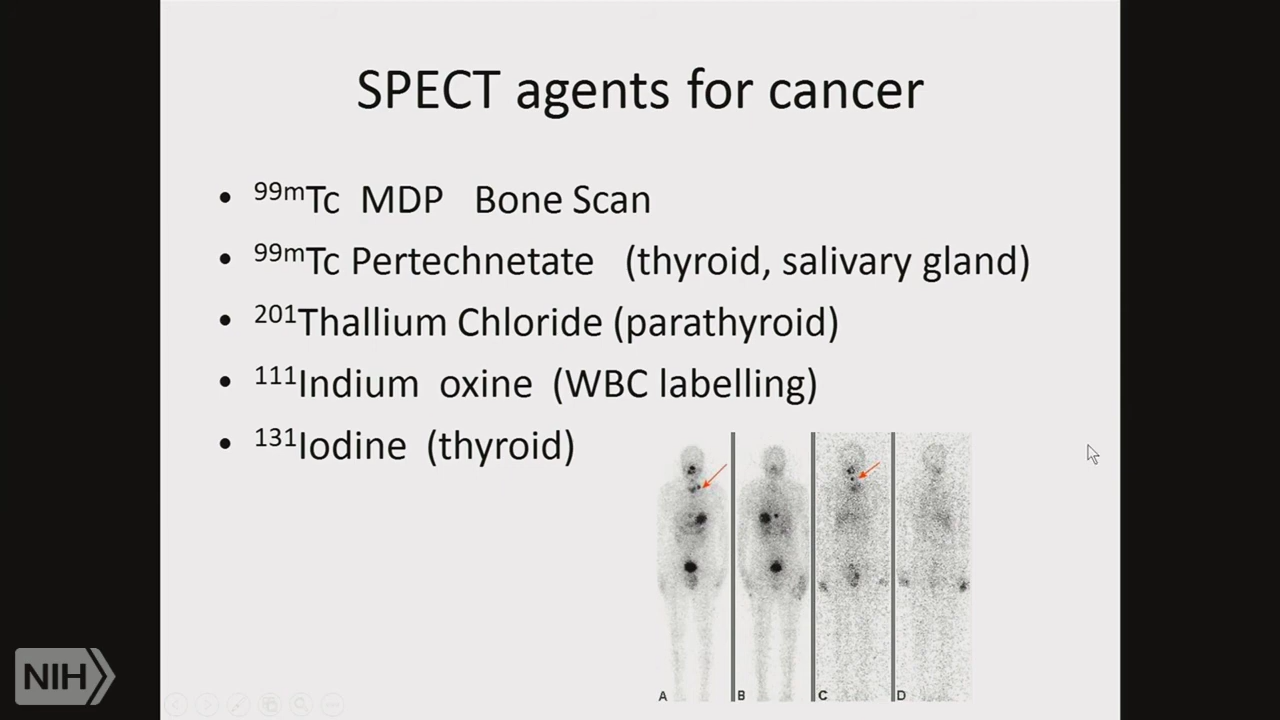 SPECT agents for cancer
• ⁹⁹ᵐTc MDP Bone Scan
• ⁹⁹ᵐTc Pertechnetate (thyroid, salivary gland)
• ²⁰¹Thallium Chloride (parathyroid)
• ¹¹¹Indium oxine (WBC labelling)
• ¹³¹Iodine (thyroid)
A B C D
NIH